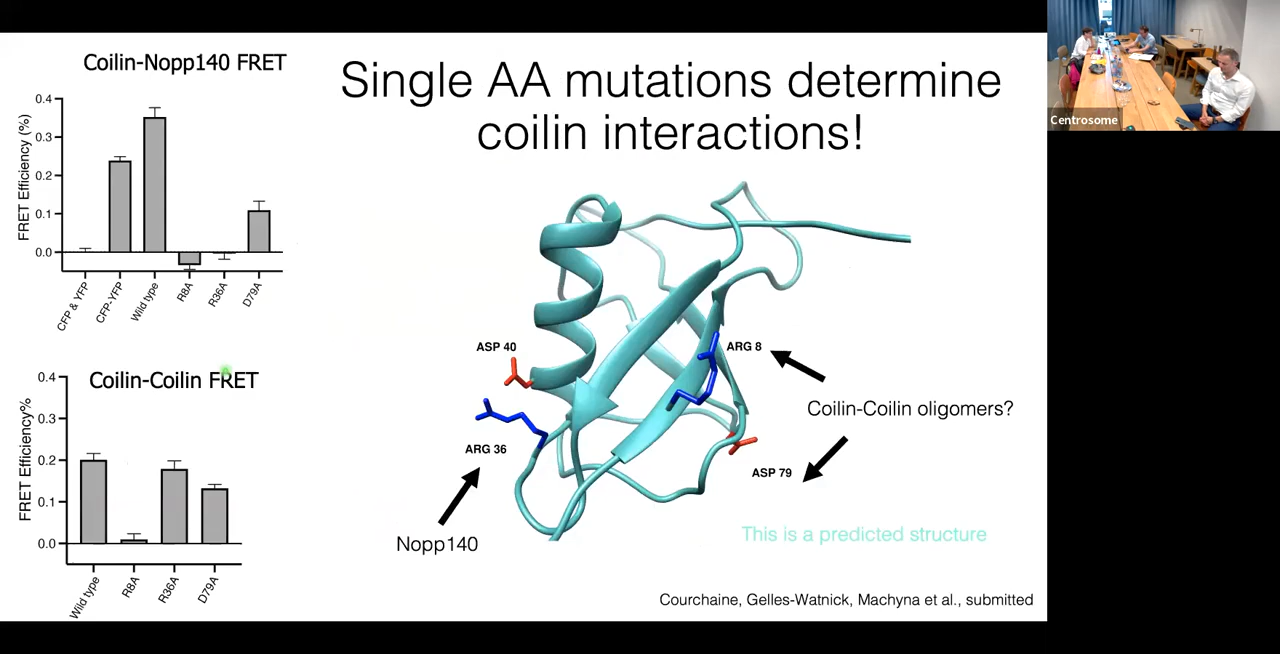 Coilin-Nopp140 FRET
FRET Efficiency (%)
0.4
0.3
0.2
0.1
0.0
CFP & YFP
CFP-YFP
Wild type
R8A
R36A
D79A
Coilin-Coilin FRET
FRET Efficiency%
0.4
0.3
0.2
0.1
0.0
Wild type
R8A
R36A
D79A
Single AA mutations determine
coilin interactions!
ASP 40
ARG 8
Coilin-Coilin oligomers?
ARG 36
ASP 79
Nopp140
This is a predicted structure
Courchaine, Gelles-Watnick, Machyna et al., submitted
Centrosome